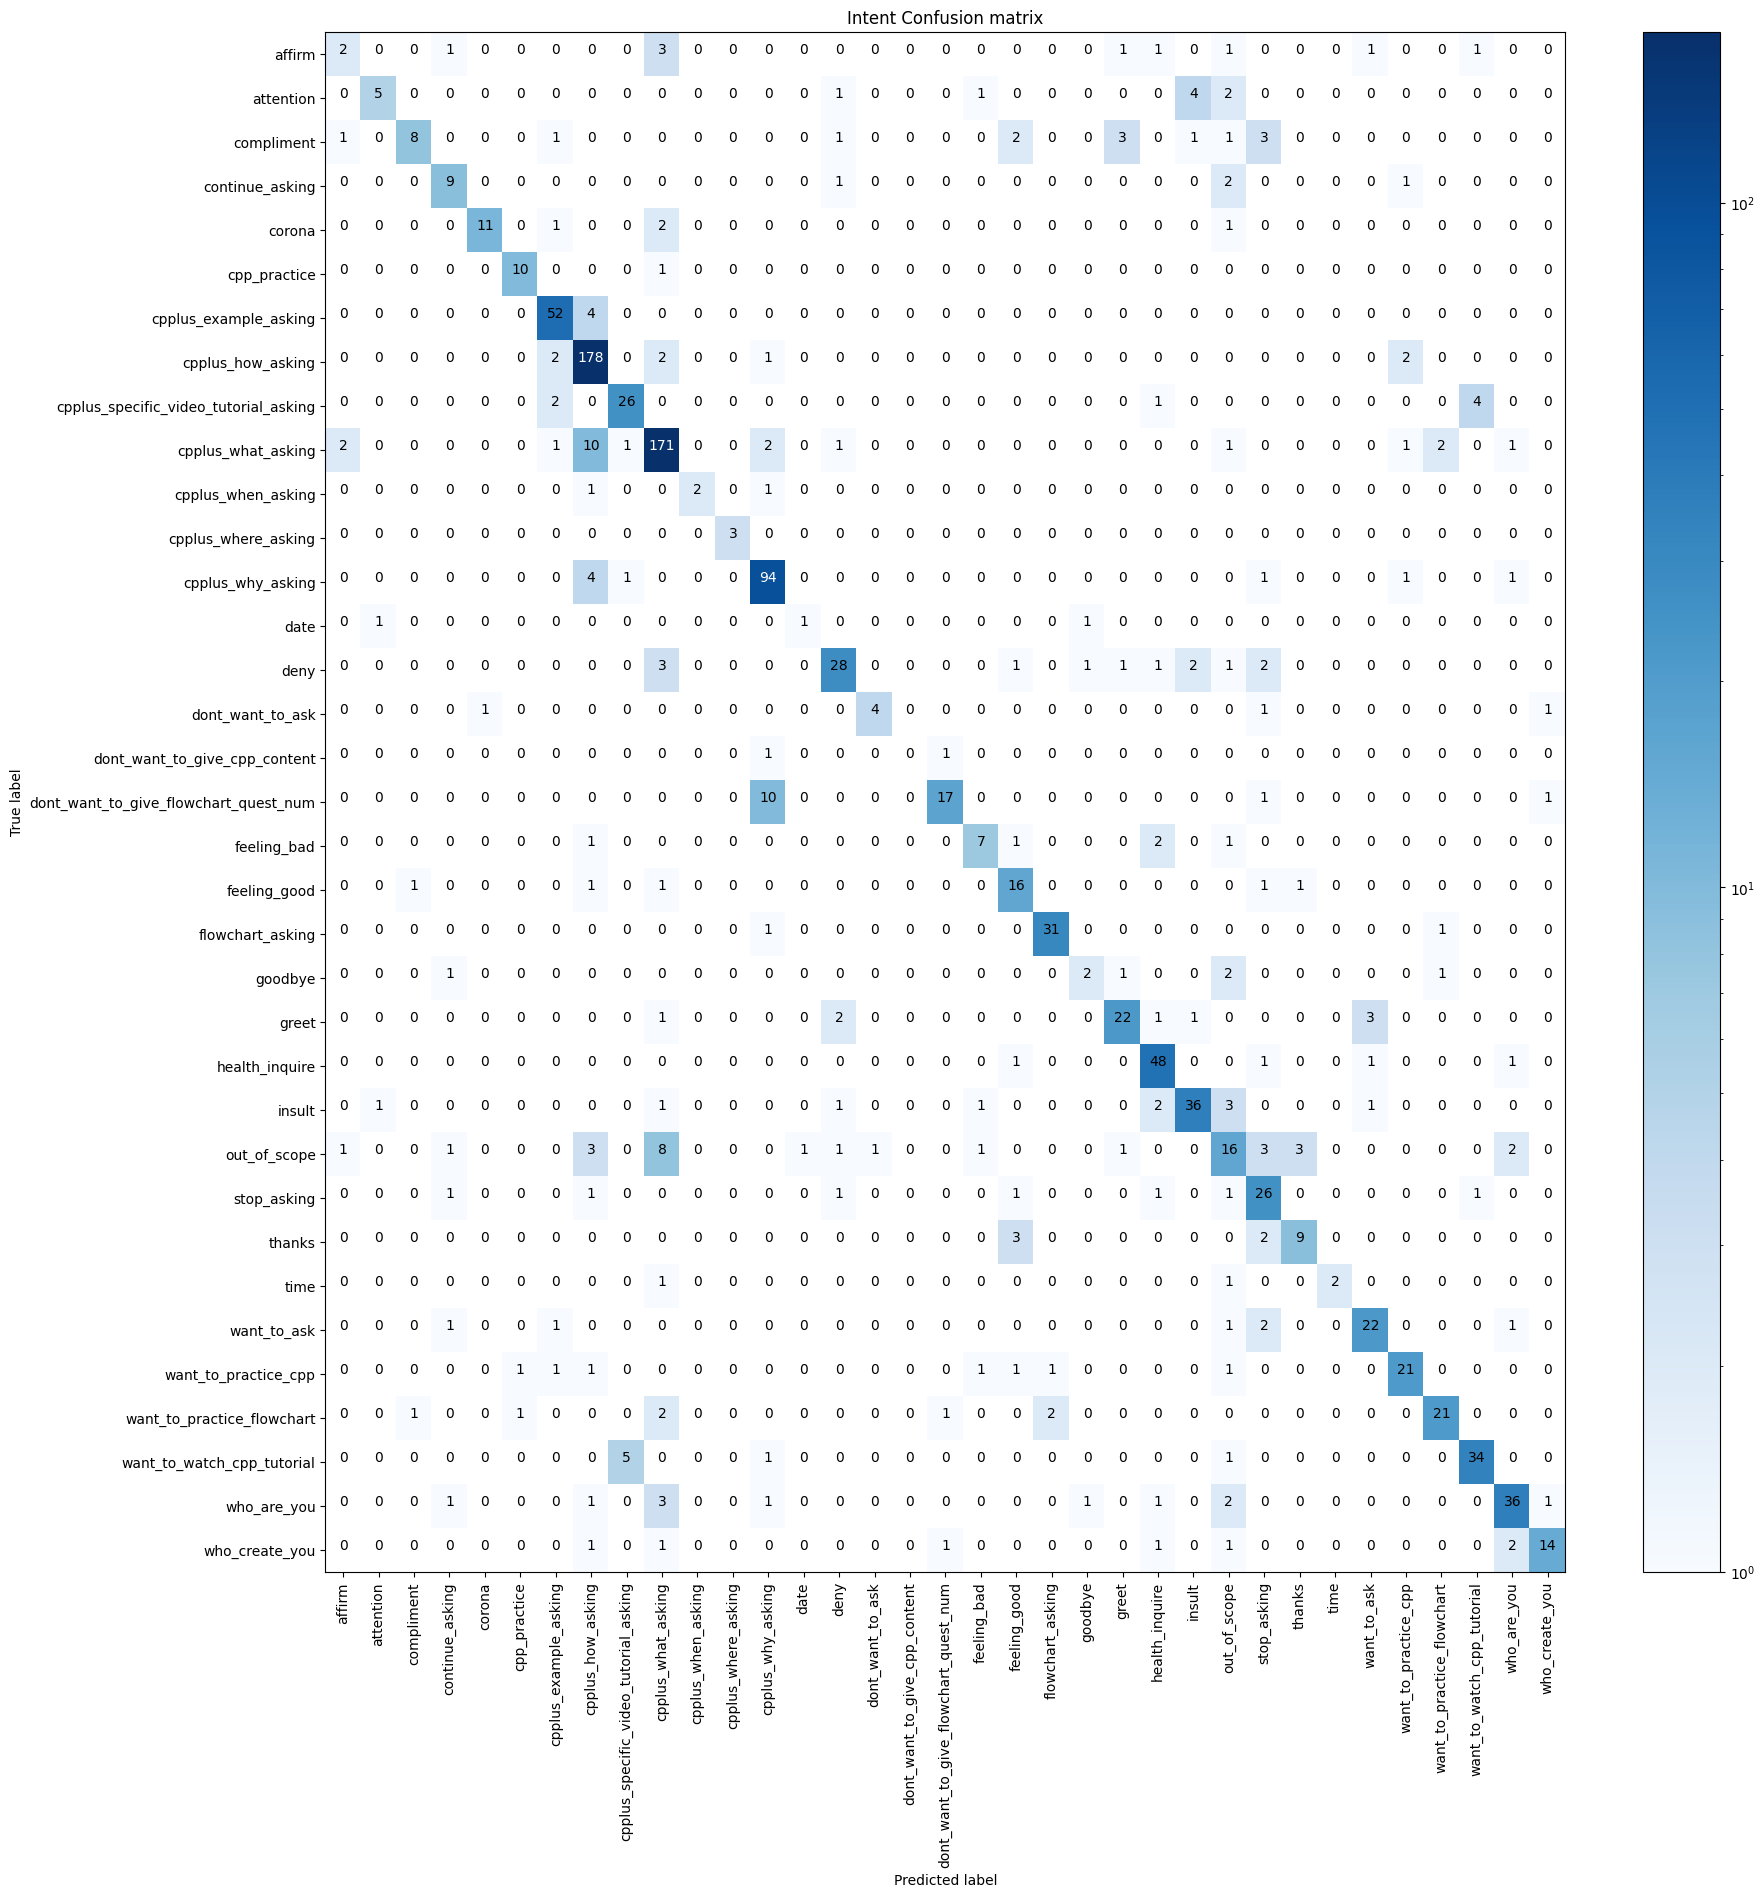 Intent Confusion matrix
affirm 2 0 0 1 0 0 0 0 0 3 0 0 0 0 0 0 0 0 0 0 0 0 1 1 0 1 0 0 0 1 0 0 1 0 0
attention 0 5 0 0 0 0 0 0 0 0 0 0 0 0 1 0 0 0 1 0 0 0 0 0 4 2 0 0 0 0 0 0 0 0 0
compliment 1 0 8 0 0 0 1 0 0 0 0 0 0 0 1 0 0 0 0 2 0 0 3 0 1 1 3 0 0 0 0 0 0 0 0
continue_asking 0 0 0 9 0 0 0 0 0 0 0 0 0 0 1 0 0 0 0 0 0 0 0 0 0 2 0 0 0 0 1 0 0 0 0
corona 0 0 0 0 11 0 1 0 0 2 0 0 0 0 0 0 0 0 0 0 0 0 0 0 0 1 0 0 0 0 0 0 0 0 0
cpp_practice 0 0 0 0 0 10 0 0 0 1 0 0 0 0 0 0 0 0 0 0 0 0 0 0 0 0 0 0 0 0 0 0 0 0 0
cpplus_example_asking 0 0 0 0 0 0 52 4 0 0 0 0 0 0 0 0 0 0 0 0 0 0 0 0 0 0 0 0 0 0 0 0 0 0 0
cpplus_how_asking 0 0 0 0 0 0 2 178 0 2 0 0 1 0 0 0 0 0 0 0 0 0 0 0 0 0 0 0 0 0 2 0 0 0 0
cpplus_specific_video_tutorial_asking 0 0 0 0 0 0 2 0 26 0 0 0 0 0 0 0 0 0 0 0 0 0 0 1 0 0 0 0 0 0 0 0 4 0 0
cpplus_what_asking 2 0 0 0 0 0 1 10 1 171 0 0 2 0 1 0 0 0 0 0 0 0 0 0 0 1 0 0 0 0 1 2 0 1 0
cpplus_when_asking 0 0 0 0 0 0 0 1 0 0 2 0 1 0 0 0 0 0 0 0 0 0 0 0 0 0 0 0 0 0 0 0 0 0 0
cpplus_where_asking 0 0 0 0 0 0 0 0 0 0 0 3 0 0 0 0 0 0 0 0 0 0 0 0 0 0 0 0 0 0 0 0 0 0 0
cpplus_why_asking 0 0 0 0 0 0 0 4 1 0 0 0 94 0 0 0 0 0 0 0 0 0 0 0 0 0 1 0 0 0 1 0 0 1 0
date 0 1 0 0 0 0 0 0 0 0 0 0 0 1 0 0 0 0 0 0 0 1 0 0 0 0 0 0 0 0 0 0 0 0 0
deny 0 0 0 0 0 0 0 0 0 3 0 0 0 0 28 0 0 0 0 1 0 1 1 1 2 1 2 0 0 0 0 0 0 0 0
dont_want_to_ask 0 0 0 0 1 0 0 0 0 0 0 0 0 0 0 4 0 0 0 0 0 0 0 0 0 0 1 0 0 0 0 0 0 0 1
dont_want_to_give_cpp_content 0 0 0 0 0 0 0 0 0 0 0 0 1 0 0 0 0 1 0 0 0 0 0 0 0 0 0 0 0 0 0 0 0 0 0
dont_want_to_give_flowchart_quest_num 0 0 0 0 0 0 0 0 0 0 0 0 10 0 0 0 0 17 0 0 0 0 0 0 0 0 1 0 0 0 0 0 0 0 1
feeling_bad 0 0 0 0 0 0 0 1 0 0 0 0 0 0 0 0 0 0 7 1 0 0 0 2 0 1 0 0 0 0 0 0 0 0 0
feeling_good 0 0 1 0 0 0 0 1 0 1 0 0 0 0 0 0 0 0 0 16 0 0 0 0 0 0 1 1 0 0 0 0 0 0 0
flowchart_asking 0 0 0 0 0 0 0 0 0 0 0 0 1 0 0 0 0 0 0 0 31 0 0 0 0 0 0 0 0 0 0 1 0 0 0
goodbye 0 0 0 1 0 0 0 0 0 0 0 0 0 0 0 0 0 0 0 0 0 2 1 0 0 2 0 0 0 0 0 1 0 0 0
greet 0 0 0 0 0 0 0 0 0 1 0 0 0 0 2 0 0 0 0 0 0 0 22 1 1 0 0 0 0 3 0 0 0 0 0
health_inquire 0 0 0 0 0 0 0 0 0 0 0 0 0 0 0 0 0 0 0 1 0 0 0 48 0 0 1 0 0 1 0 0 0 1 0
insult 0 1 0 0 0 0 0 0 0 1 0 0 0 0 1 0 0 0 1 0 0 0 0 2 36 3 0 0 0 1 0 0 0 0 0
out_of_scope 1 0 0 1 0 0 0 3 0 8 0 0 0 1 1 1 0 0 1 0 0 0 1 0 0 16 3 3 0 0 0 0 0 2 0
stop_asking 0 0 0 1 0 0 0 1 0 0 0 0 0 0 1 0 0 0 0 1 0 0 0 1 0 1 26 0 0 0 0 0 1 0 0
thanks 0 0 0 0 0 0 0 0 0 0 0 0 0 0 0 0 0 0 0 3 0 0 0 0 0 0 2 9 0 0 0 0 0 0 0
time 0 0 0 0 0 0 0 0 0 1 0 0 0 0 0 0 0 0 0 0 0 0 0 0 0 1 0 0 2 0 0 0 0 0 0
want_to_ask 0 0 0 1 0 0 1 0 0 0 0 0 0 0 0 0 0 0 0 0 0 0 0 0 0 1 2 0 0 22 0 0 0 1 0
want_to_practice_cpp 0 0 0 0 0 1 1 1 0 0 0 0 0 0 0 0 0 0 1 1 1 0 0 0 0 1 0 0 0 0 21 0 0 0 0
want_to_practice_flowchart 0 0 1 0 0 1 0 0 0 2 0 0 0 0 0 0 0 1 0 0 2 0 0 0 0 0 0 0 0 0 0 21 0 0 0
want_to_watch_cpp_tutorial 0 0 0 0 0 0 0 0 5 0 0 0 1 0 0 0 0 0 0 0 0 0 0 0 0 1 0 0 0 0 0 0 34 0 0
who_are_you 0 0 0 1 0 0 0 1 0 3 0 0 1 0 0 0 0 0 0 0 0 1 0 1 0 2 0 0 0 0 0 0 0 36 1
who_create_you 0 0 0 0 0 0 0 1 0 1 0 0 0 0 0 0 0 1 0 0 0 0 0 1 0 1 0 0 0 0 0 0 0 2 14
True label
affirm
attention
compliment
continue_asking
corona
cpp_practice
cpplus_example_asking
cpplus_how_asking
cpplus_specific_video_tutorial_asking
cpplus_what_asking
cpplus_when_asking
cpplus_where_asking
cpplus_why_asking
date
deny
dont_want_to_ask
dont_want_to_give_cpp_content
dont_want_to_give_flowchart_quest_num
feeling_bad
feeling_good
flowchart_asking
goodbye
greet
health_inquire
insult
out_of_scope
stop_asking
thanks
time
want_to_ask
want_to_practice_cpp
want_to_practice_flowchart
want_to_watch_cpp_tutorial
who_are_you
who_create_you
Predicted label
10²
10¹
10⁰